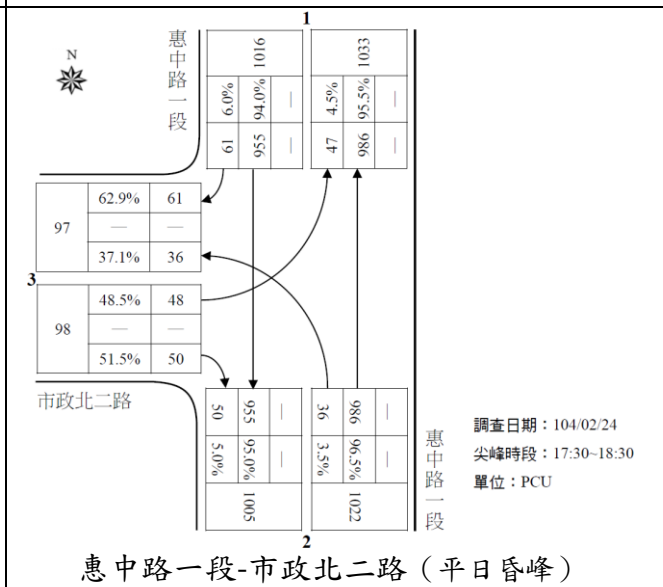 1
N
惠中路一段
1016
6.0% 94.0% —
61 955 —
1033
4.5% 95.5% —
47 986 —
97
62.9% 61
— —
37.1% 36
3
98
48.5% 48
— —
51.5% 50
市政北二路
50 955 —
5.0% 95.0% —
1005
36 986 —
3.5% 96.5% —
1022
惠中路一段
調查日期：104/02/24
尖峰時段：17:30~18:30
單位：PCU
2
惠中路一段-市政北二路（平日昏峰）